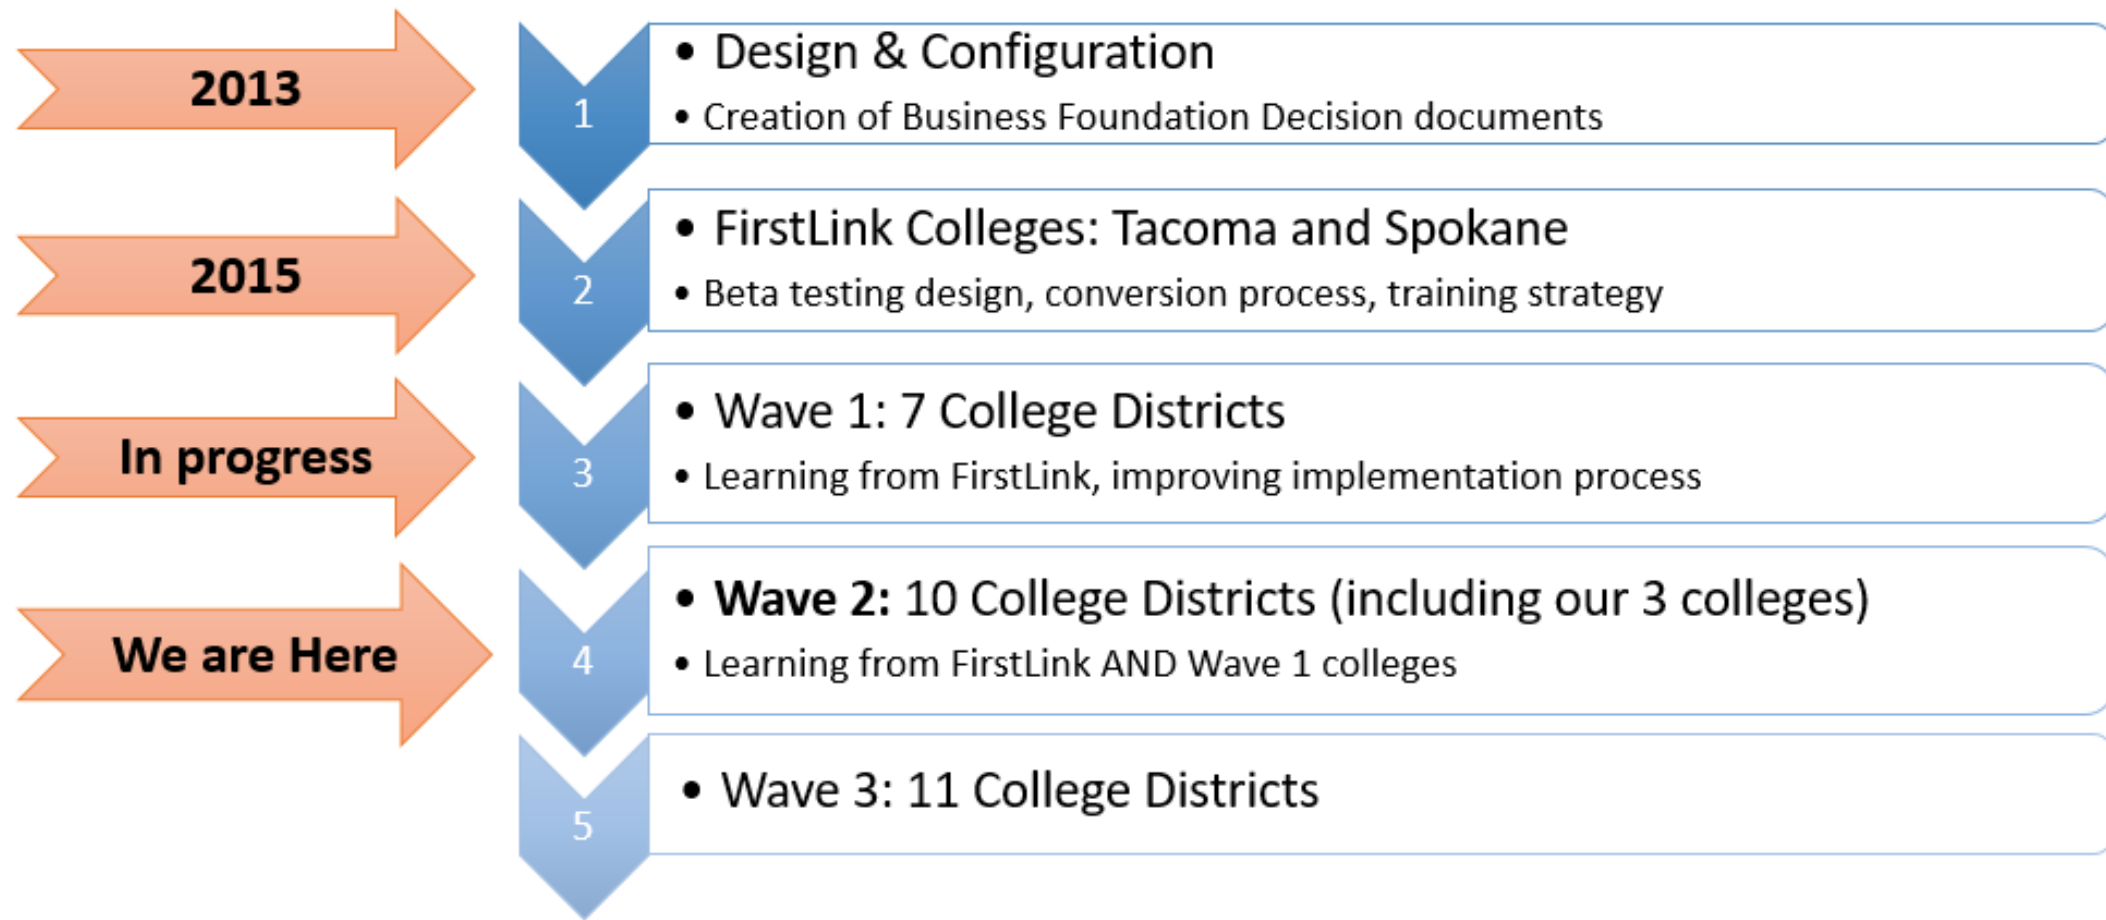 2013
1
• Design & Configuration
• Creation of Business Foundation Decision documents
2015
2
• FirstLink Colleges: Tacoma and Spokane
• Beta testing design, conversion process, training strategy
In progress
3
• Wave 1: 7 College Districts
• Learning from FirstLink, improving implementation process
We are Here
4
• Wave 2: 10 College Districts (including our 3 colleges)
• Learning from FirstLink AND Wave 1 colleges
5
• Wave 3: 11 College Districts